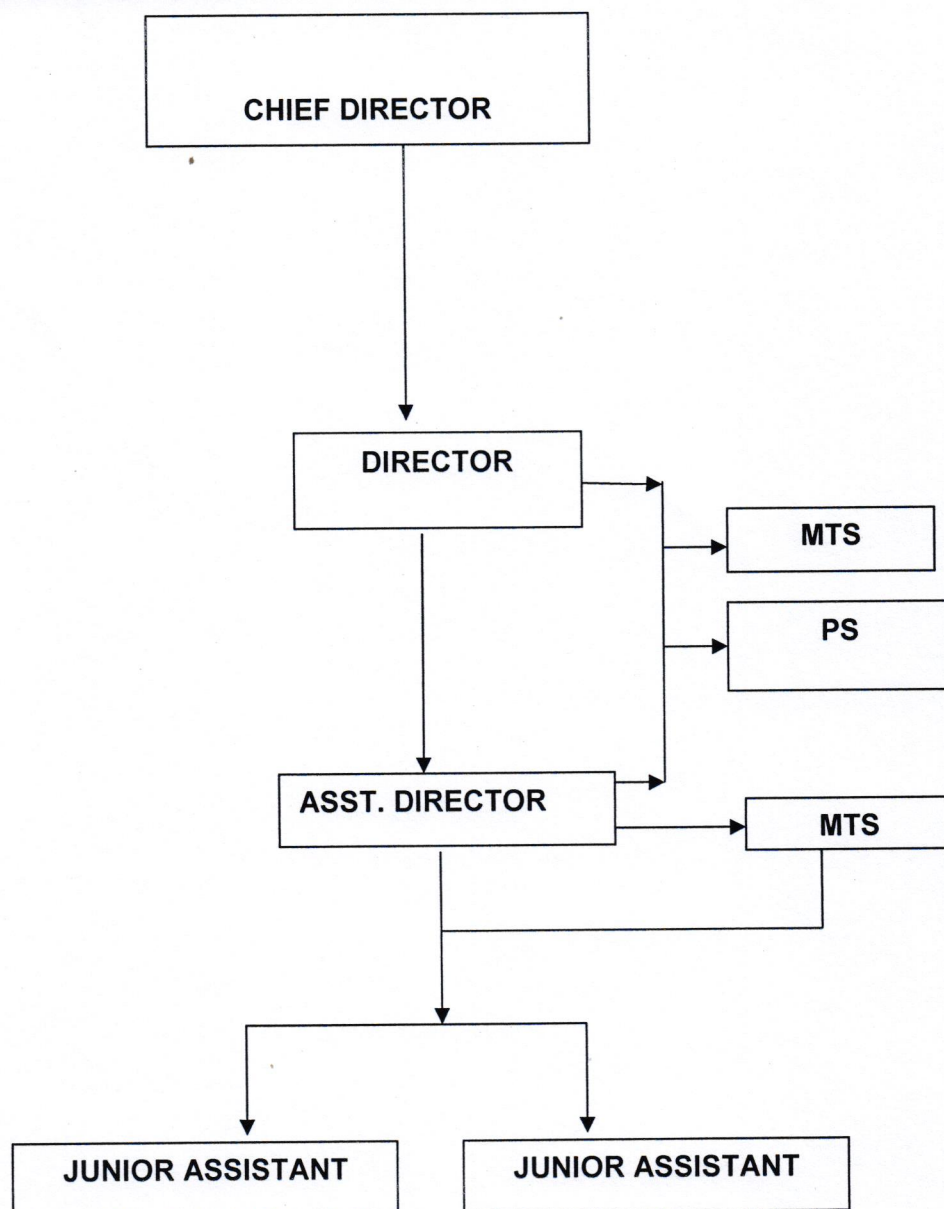 CHIEF DIRECTOR
DIRECTOR
MTS
PS
ASST. DIRECTOR
MTS
JUNIOR ASSISTANT
JUNIOR ASSISTANT